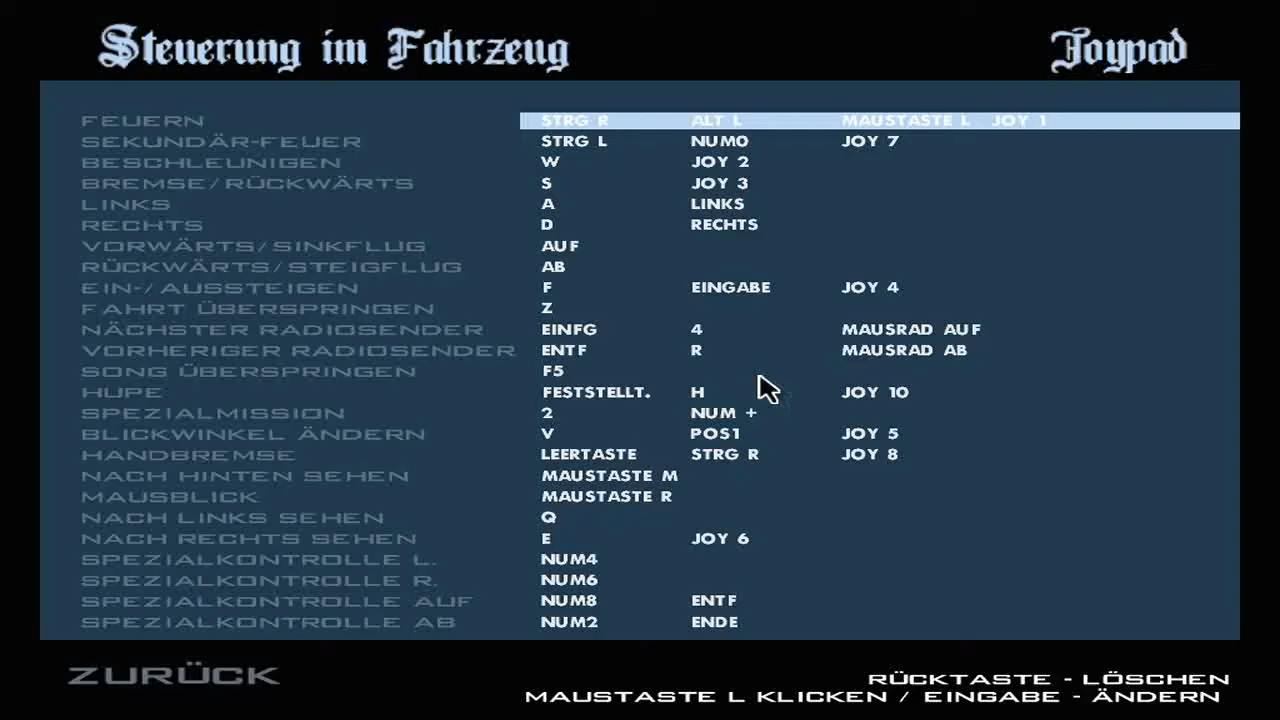 Steuerung im Fahrzeug Joypad
FEUERN STRG R ALT L MAUSTASTE L JOY 1
SEKUNDÄR-FEUER STRG L NUM0 JOY 7
BESCHLEUNIGEN W JOY 2
BREMSE/RÜCKWÄRTS S JOY 3
LINKS A LINKS
RECHTS D RECHTS
VORWÄRTS/SINKFLUG AUF
RÜCKWÄRTS/STEIGFLUG AB
EIN-/AUSSTEIGEN F EINGABE JOY 4
FAHRT ÜBERSPRINGEN Z
NÄCHSTER RADIOSENDER EINFG 4 MAUSRAD AUF
VORHERIGER RADIOSENDER ENTF R MAUSRAD AB
SONG ÜBERSPRINGEN F5
HUPE FESTSTELLT. H JOY 10
SPEZIALMISSION 2 NUM +
BLICKWINKEL ÄNDERN V POS1 JOY 5
HANDBREMSE LEERTASTE STRG R JOY 8
NACH HINTEN SEHEN MAUSTASTE M
MAUSBLICK MAUSTASTE R
NACH LINKS SEHEN Q
NACH RECHTS SEHEN E JOY 6
SPEZIALKONTROLLE L. NUM4
SPEZIALKONTROLLE R. NUM6
SPEZIALKONTROLLE AUF NUM8 ENTF
SPEZIALKONTROLLE AB NUM2 ENDE
ZURÜCK
RÜCKTASTE - LÖSCHEN
MAUSTASTE L KLICKEN / EINGABE - ÄNDERN